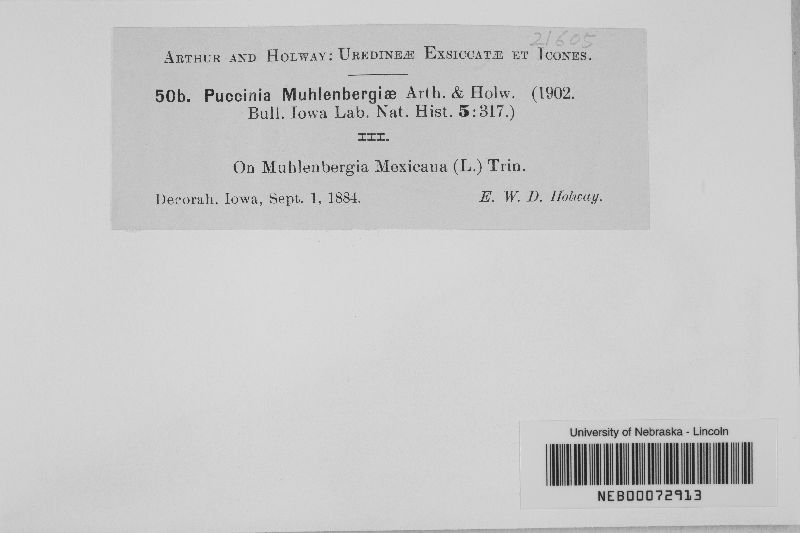 21605
ARTHUR AND HOLWAY: UREDINEÆ EXSICCATÆ ET ICONES.
50b. Puccinia Muhlenbergiæ Arth. & Holw. (1902.
Bull. Iowa Lab. Nat. Hist. 5:317.)
III.
On Muhlenbergia Mexicana (L.) Trin.
Decorah, Iowa, Sept. 1, 1884. E. W. D. Holway.
University of Nebraska - Lincoln
NEB00072913